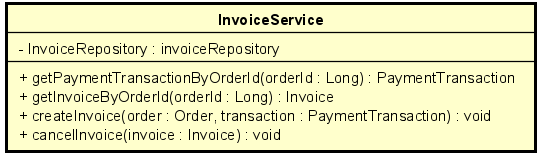 InvoiceService
- InvoiceRepository : invoiceRepository
+ getPaymentTransactionByOrderId(orderId : Long) : PaymentTransaction
+ getInvoiceByOrderId(orderId : Long) : Invoice
+ createInvoice(order : Order, transaction : PaymentTransaction) : void
+ cancelInvoice(invoice : Invoice) : void